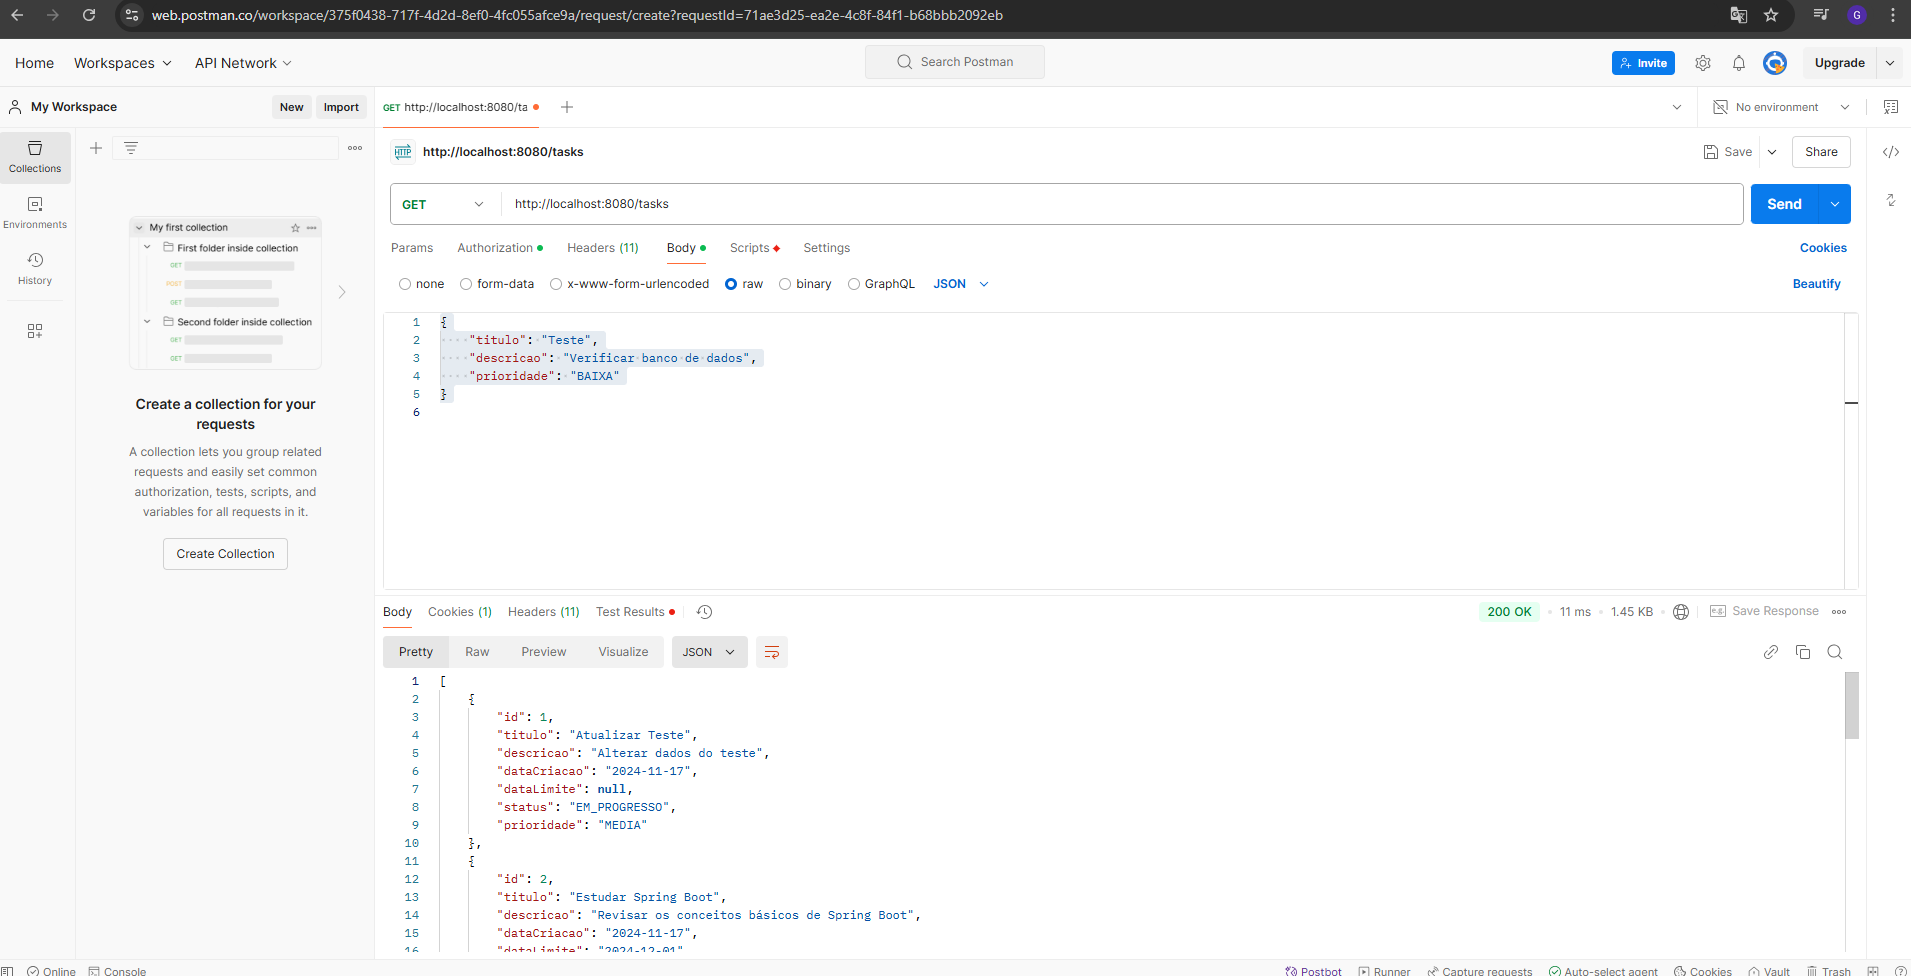 web.postman.co/workspace/375f0438-717f-4d2d-8ef0-4fc055afce9a/request/create?requestId=71ae3d25-ea2e-4c8f-84f1-b68bbb2092eb
G
Home Workspaces API Network Search Postman Invite Upgrade
My Workspace New Import GET http://localhost:8080/ta No environment
Collections
Environments
History
My first collection
First folder inside collection
GET
POST
GET
Second folder inside collection
GET
GET
Create a collection for your
requests
A collection lets you group related
requests and easily set common
authorization, tests, scripts, and
variables for all requests in it.
Create Collection
HTTP http://localhost:8080/tasks Save Share
GET http://localhost:8080/tasks Send
Params Authorization Headers (11) Body Scripts Settings Cookies
none form-data x-www-form-urlencoded raw binary GraphQL JSON Beautify
1 {
2 "titulo": "Teste",
3 "descricao": "Verificar banco de dados",
4 "prioridade": "BAIXA"
5 }
6
Body Cookies (1) Headers (11) Test Results 200 OK 11 ms 1.45 KB Save Response
Pretty Raw Preview Visualize JSON
1 [
2 {
3 "id": 1,
4 "titulo": "Atualizar Teste",
5 "descricao": "Alterar dados do teste",
6 "dataCriacao": "2024-11-17",
7 "dataLimite": null,
8 "status": "EM_PROGRESSO",
9 "prioridade": "MEDIA"
10 },
11 {
12 "id": 2,
13 "titulo": "Estudar Spring Boot",
14 "descricao": "Revisar os conceitos básicos de Spring Boot",
15 "dataCriacao": "2024-11-17",
16 "dataLimite": "2024-12-01"
Online Console Postbot Runner Capture requests Auto-select agent Cookies Vault Trash